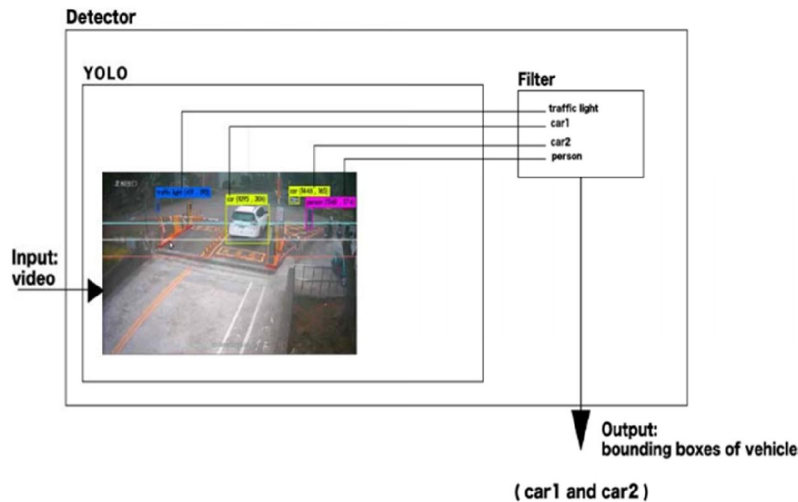 Detector
YOLO
Filter
traffic light
car1
car2
person
Input:
video
Output:
bounding boxes of vehicle
( car1 and car2 )